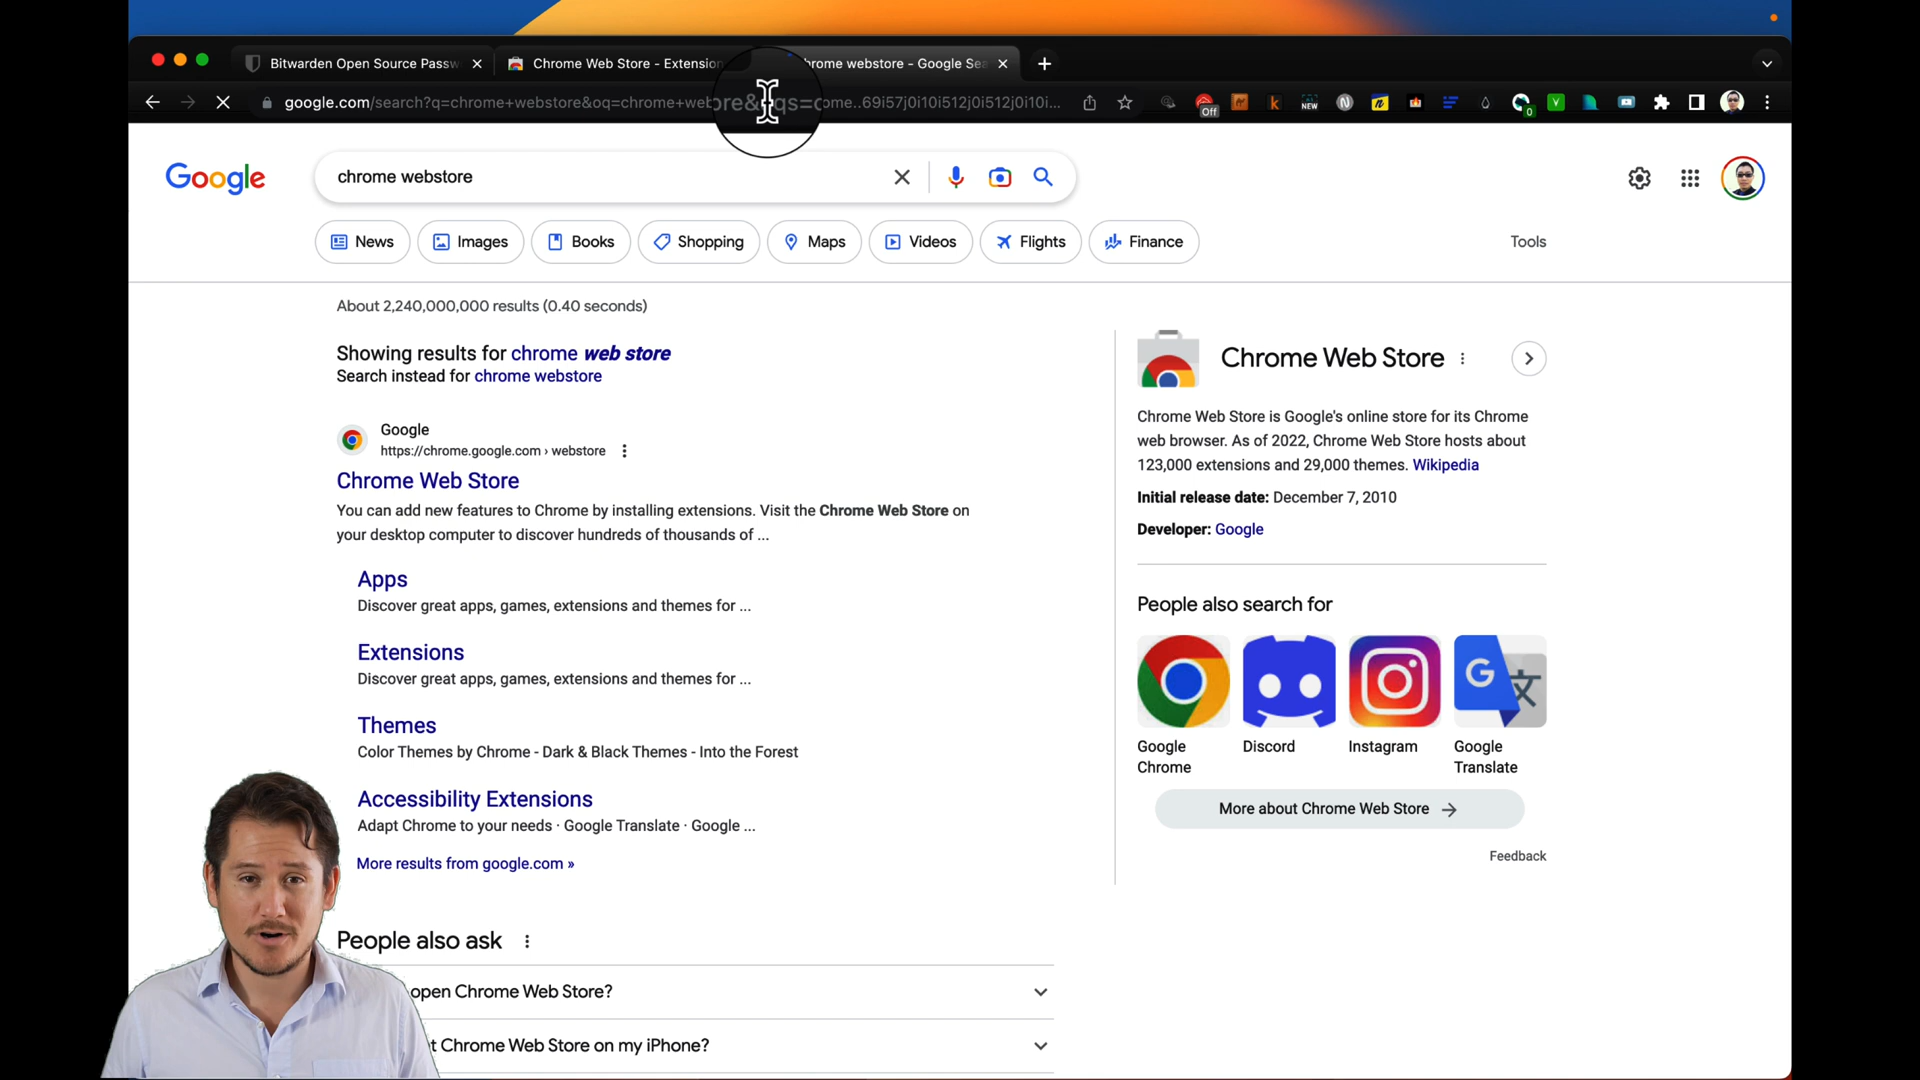 Bitwarden Open Source Passw
Chrome Web Store - Extension
hrome webstore - Google Sea
google.com/search?q=chrome+webstore&oq=chrome+webore&oqs=come..69i57j0i10i512j0i512j0i10i...
Off
NEW
0
Google
chrome webstore
News
Images
Books
Shopping
Maps
Videos
Flights
Finance
Tools
About 2,240,000,000 results (0.40 seconds)
Showing results for chrome web store
Search instead for chrome webstore
Google
https://chrome.google.com › webstore
Chrome Web Store
You can add new features to Chrome by installing extensions. Visit the Chrome Web Store on
your desktop computer to discover hundreds of thousands of ...
Apps
Discover great apps, games, extensions and themes for ...
Extensions
Discover great apps, games, extensions and themes for ...
Themes
Color Themes by Chrome - Dark & Black Themes - Into the Forest
Accessibility Extensions
Adapt Chrome to your needs · Google Translate · Google ...
More results from google.com »
People also ask
open Chrome Web Store?
t Chrome Web Store on my iPhone?
Chrome Web Store
Chrome Web Store is Google's online store for its Chrome
web browser. As of 2022, Chrome Web Store hosts about
123,000 extensions and 29,000 themes. Wikipedia
Initial release date: December 7, 2010
Developer: Google
People also search for
Google
Chrome
Discord
Instagram
Google
Translate
More about Chrome Web Store
Feedback